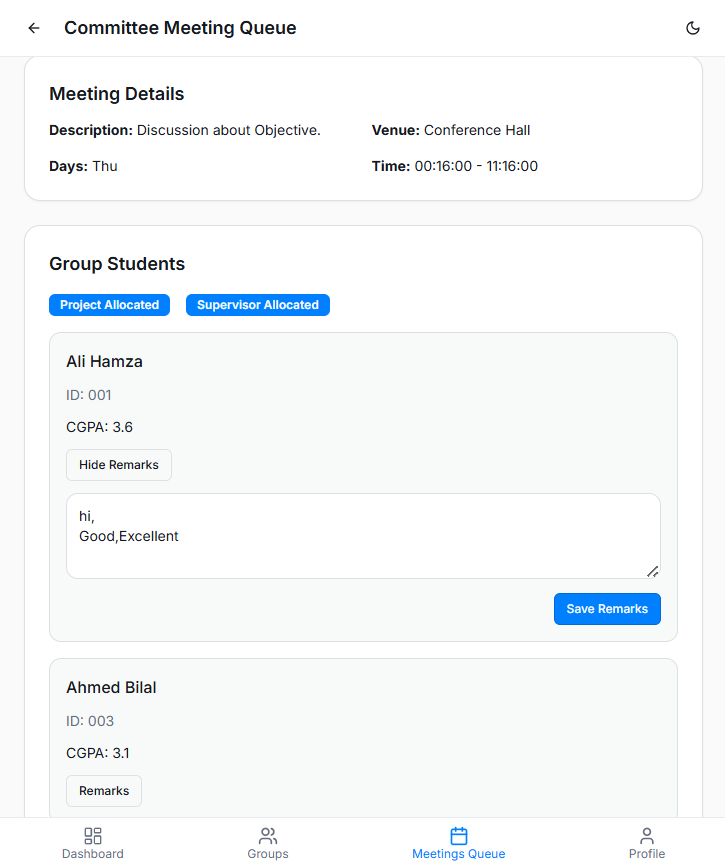 Committee Meeting Queue
Meeting Details
Description: Discussion about Objective.
Venue: Conference Hall
Days: Thu
Time: 00:16:00 - 11:16:00
Group Students
Project Allocated
Supervisor Allocated
Ali Hamza
ID: 001
CGPA: 3.6
Hide Remarks
hi,
Good,Excellent
Save Remarks
Ahmed Bilal
ID: 003
CGPA: 3.1
Remarks
Dashboard
Groups
Meetings Queue
Profile